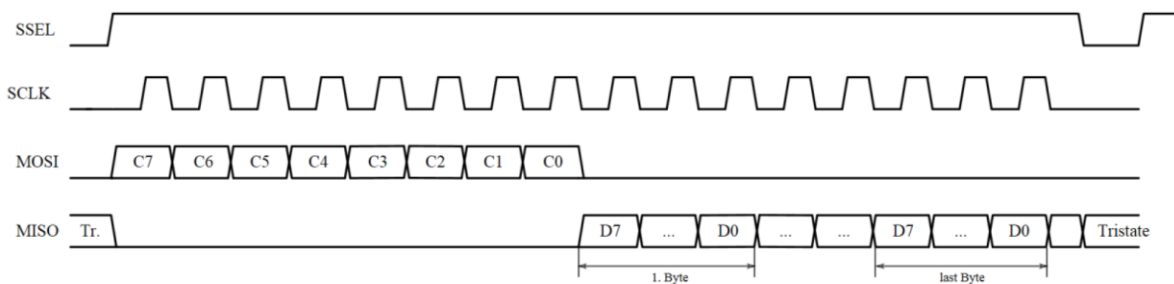 SSEL
SCLK
MOSI C7 C6 C5 C4 C3 C2 C1 C0
MISO Tr. D7 ... D0 ... ... D7 ... D0 Tristate
1. Byte last Byte